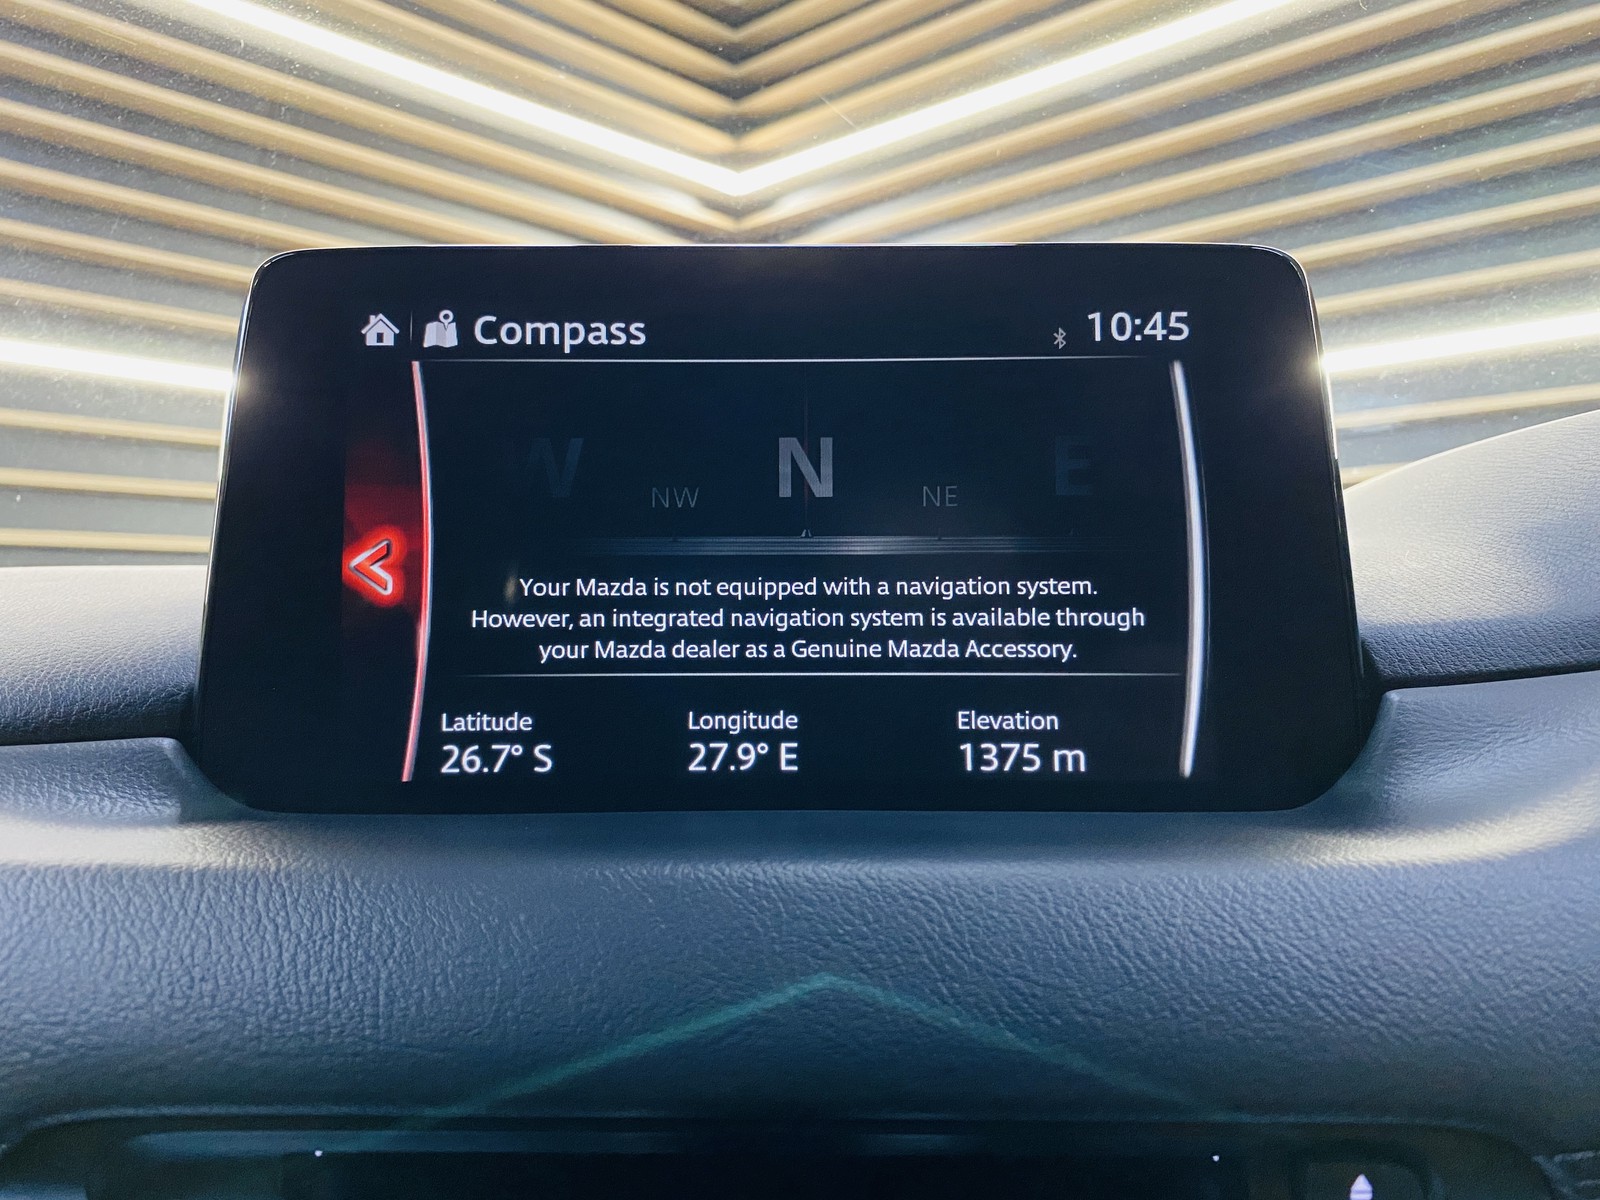 Compass
10:45
W NW N NE E
Your Mazda is not equipped with a navigation system.
However, an integrated navigation system is available through
your Mazda dealer as a Genuine Mazda Accessory.
Latitude Longitude Elevation
26.7° S 27.9° E 1375 m